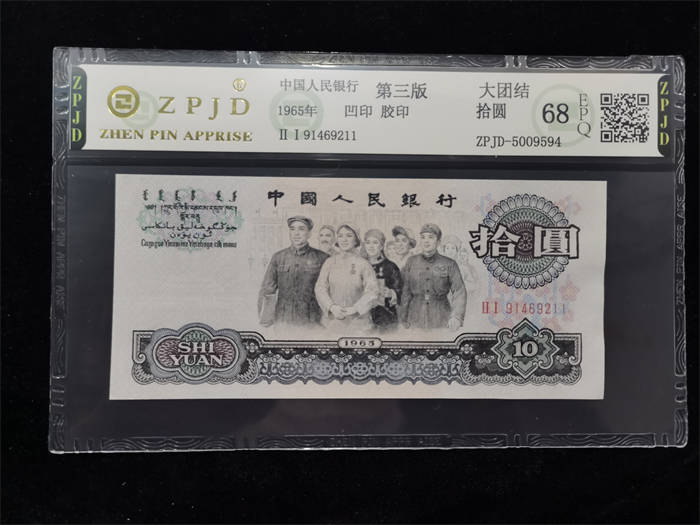 ZPJD
ZPJD
ZHEN PIN APPRISE
中国人民银行 第三版
1965年 凹印 胶印
II I 91469211
大团结
拾圆
ZPJD-5009594
68
EPQ
ZPJD
中國人民銀行
拾圓
II I 91469211
1965
SHI
YUAN
10